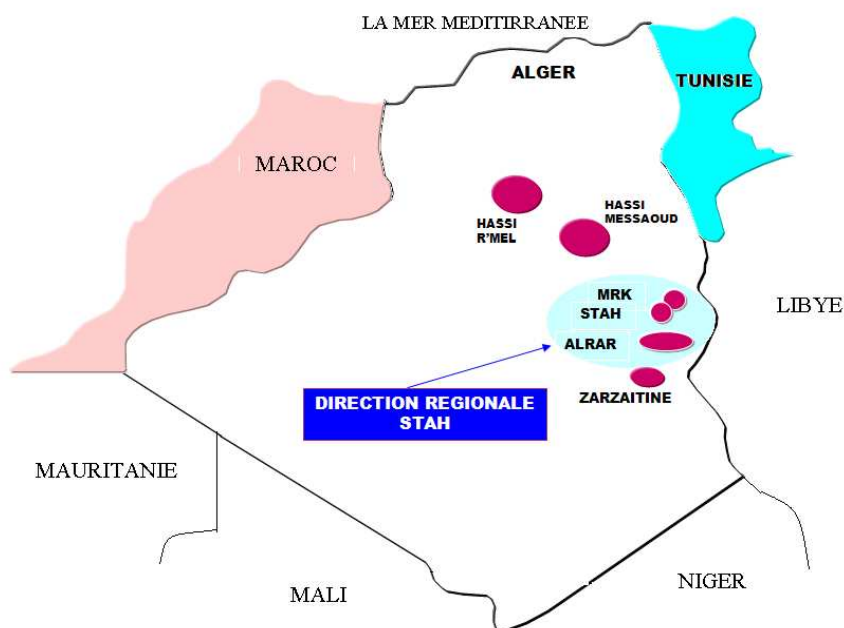 LA MER MEDITIRRANEE
ALGER
TUNISIE
MAROC
HASSI
MESSAOUD
HASSI
R'MEL
MRK
STAH
LIBYE
ALRAR
ZARZAITINE
DIRECTION REGIONALE
STAH
MAURITANIE
NIGER
MALI